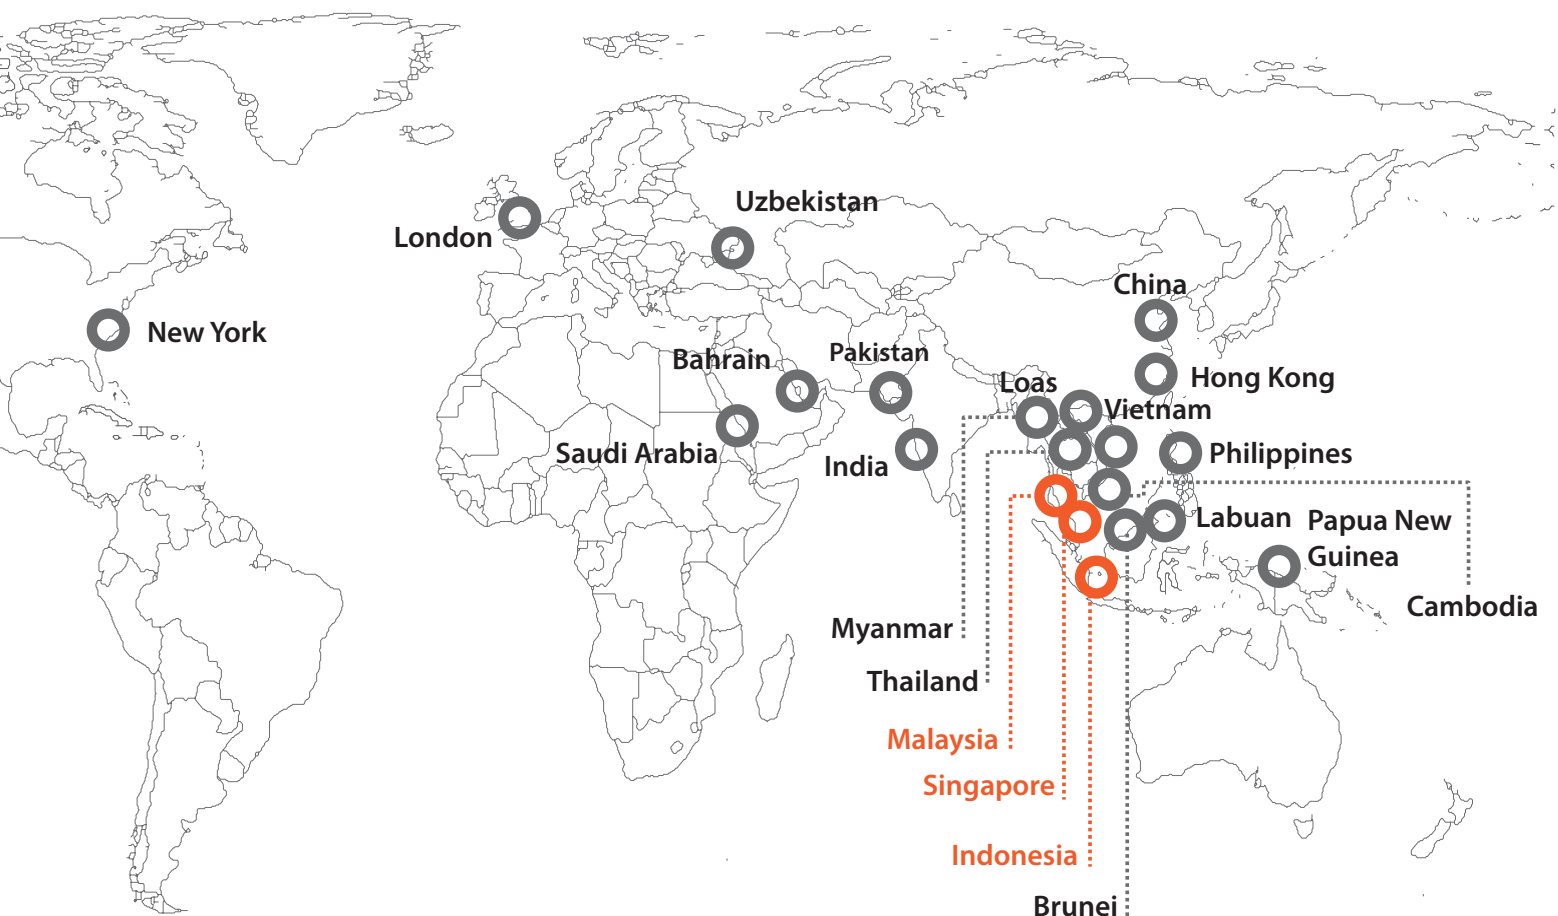 Uzbekistan
London
China
New York
Bahrain
Pakistan
Loas
Hong Kong
Vietnam
Saudi Arabia
India
Philippines
Labuan
Papua New
Guinea
Cambodia
Myanmar
Thailand
Malaysia
Singapore
Indonesia
Brunei